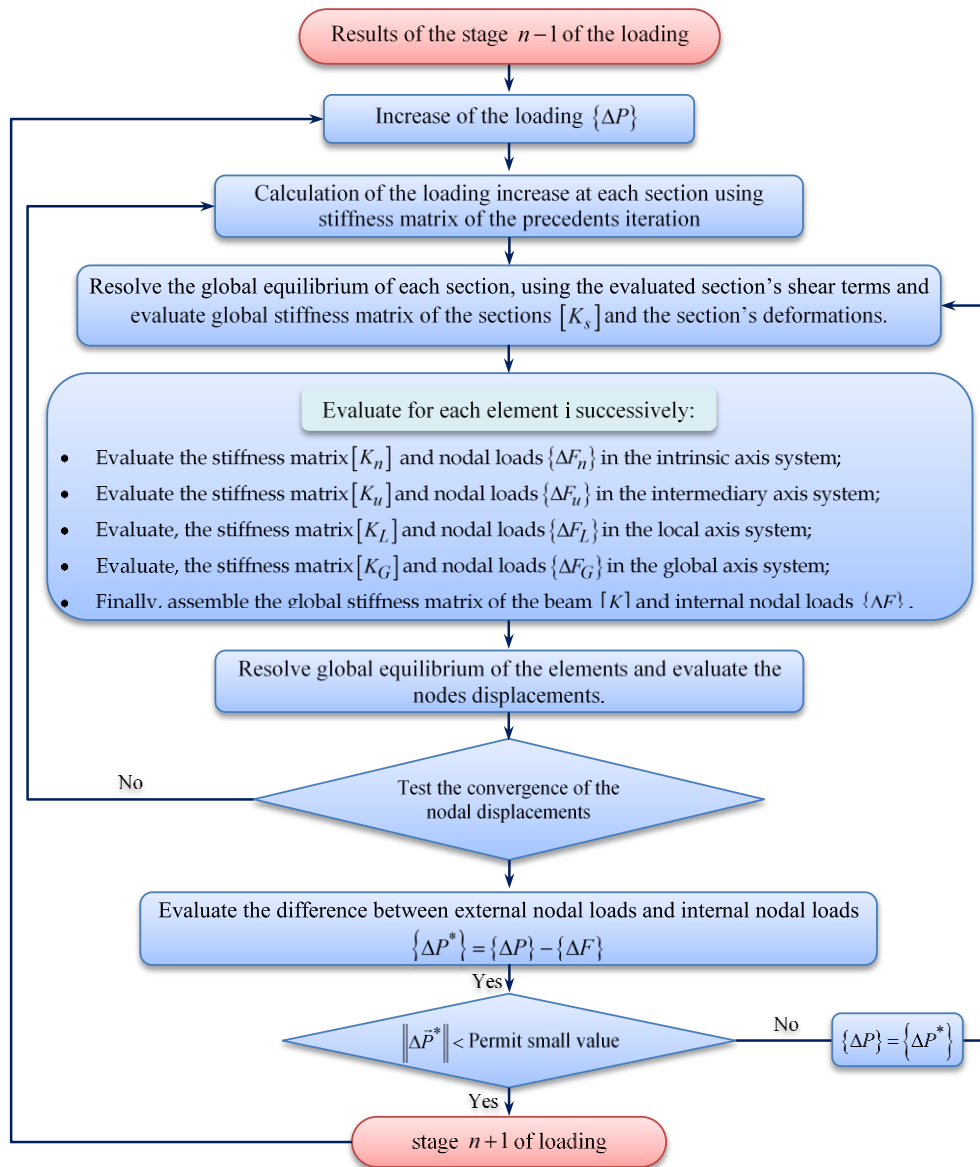 Results of the stage n−1 of the loading
Increase of the loading {ΔP}
Calculation of the loading increase at each section using
stiffness matrix of the precedents iteration
Resolve the global equilibrium of each section, using the evaluated section's shear terms and
evaluate global stiffness matrix of the sections [K_s] and the section's deformations.
Evaluate for each element i successively:
• Evaluate the stiffness matrix [K_n] and nodal loads {ΔF_n} in the intrinsic axis system;
• Evaluate the stiffness matrix [K_u] and nodal loads {ΔF_u} in the intermediary axis system;
• Evaluate, the stiffness matrix [K_L] and nodal loads {ΔF_L} in the local axis system;
• Evaluate, the stiffness matrix [K_G] and nodal loads {ΔF_G} in the global axis system;
• Finally, assemble the global stiffness matrix of the beam [K] and internal nodal loads {ΔF}.
Resolve global equilibrium of the elements and evaluate the
nodes displacements.
No
Test the convergence of the
nodal displacements
Evaluate the difference between external nodal loads and internal nodal loads
{ΔP*} = {ΔP} − {ΔF}
Yes
‖ΔP⃗*‖ < Permit small value
No
{ΔP} = {ΔP*}
Yes
stage n+1 of loading